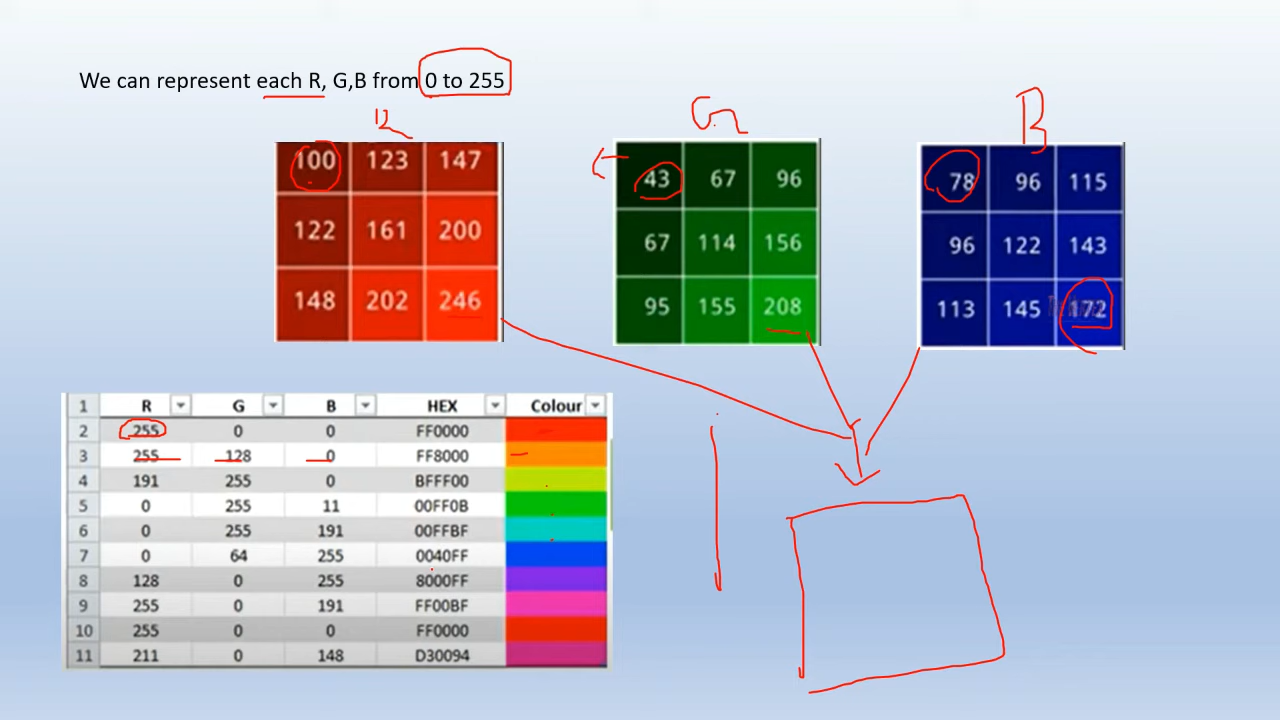 We can represent each R, G,B from 0 to 255
R G B
100 123 147
122 161 200
148 202 246
43 67 96
67 114 156
95 155 208
78 96 115
96 122 143
113 145 172
1 R G B HEX Colour
2 255 0 0 FF0000
3 255 128 0 FF8000
4 191 255 0 BFFF00
5 0 255 11 00FF0B
6 0 255 191 00FFBF
7 0 64 255 0040FF
8 128 0 255 8000FF
9 255 0 191 FF00BF
10 255 0 0 FF0000
11 211 0 148 D30094